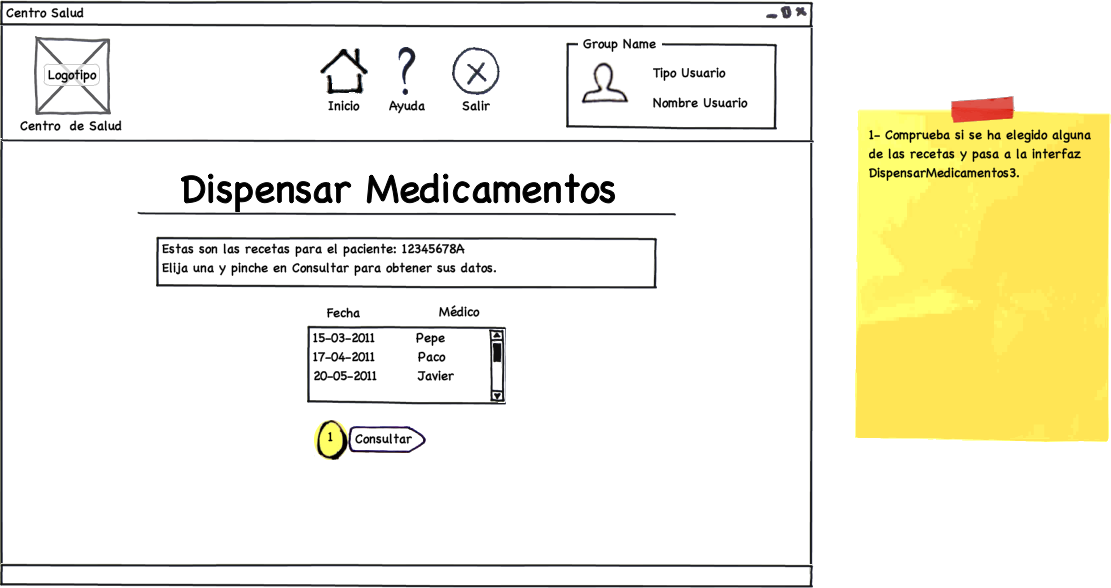 Centro Salud
Logotipo
Centro de Salud
Inicio
Ayuda
Salir
Group Name
Tipo Usuario
Nombre Usuario
Dispensar Medicamentos
Estas son las recetas para el paciente: 12345678A
Elija una y pinche en Consultar para obtener sus datos.
Fecha Médico
15-03-2011 Pepe
17-04-2011 Paco
20-05-2011 Javier
1 Consultar
1- Comprueba si se ha elegido alguna
de las recetas y pasa a la interfaz
DispensarMedicamentos3.